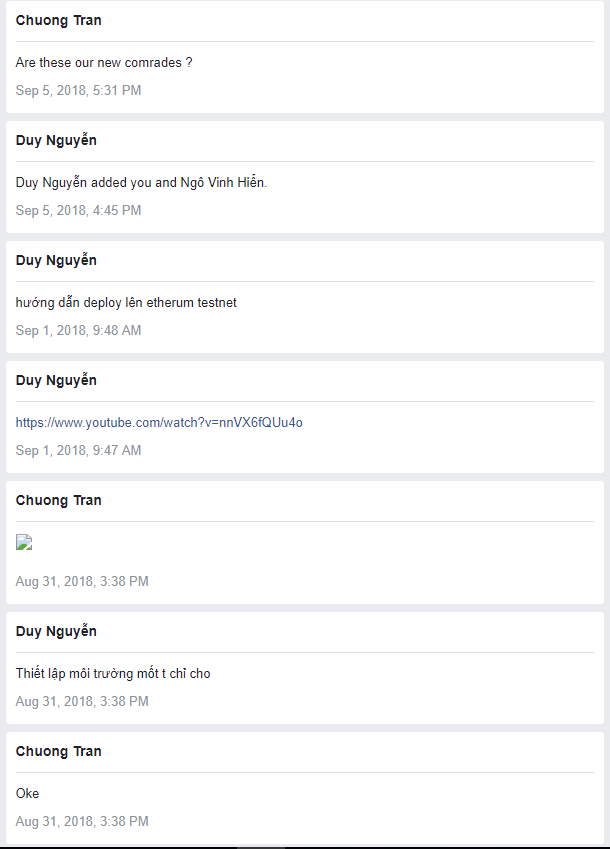 Chuong Tran
Are these our new comrades ?
Sep 5, 2018, 5:31 PM
Duy Nguyễn
Duy Nguyễn added you and Ngô Vinh Hiển.
Sep 5, 2018, 4:45 PM
Duy Nguyễn
hướng dẫn deploy lên etherum testnet
Sep 1, 2018, 9:48 AM
Duy Nguyễn
https://www.youtube.com/watch?v=nnVX6fQUu4o
Sep 1, 2018, 9:47 AM
Chuong Tran
Aug 31, 2018, 3:38 PM
Duy Nguyễn
Thiết lập môi trường mốt t chỉ cho
Aug 31, 2018, 3:38 PM
Chuong Tran
Oke
Aug 31, 2018, 3:38 PM